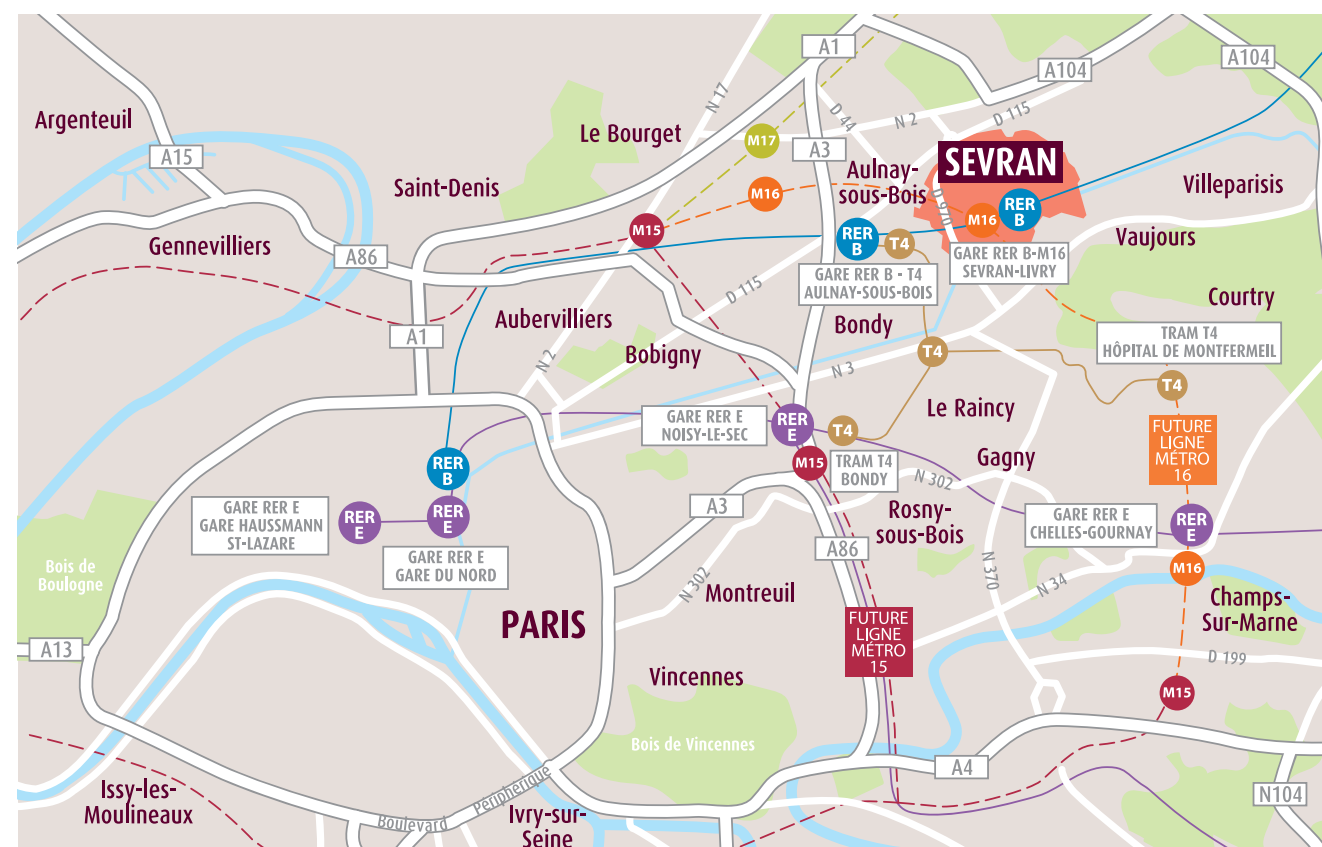 A1
A104
A104
N 17
D 44
N 2
D 115
Argenteuil
Le Bourget
M17
A3
SEVRAN
A15
Aulnay-
sous-Bois
Saint-Denis
M16
D 970
Villeparisis
RER
B
M16
M15
Gennevilliers
A86
RER
B
T4
Vaujours
GARE RER B-M16
SEVRAN-LIVRY
GARE RER B - T4
AULNAY-SOUS-BOIS
D 115
Courtry
Aubervilliers
A1
Bondy
TRAM T4
HÔPITAL DE MONTFERMEIL
N 2
Bobigny
T4
N 3
T4
Le Raincy
GARE RER E
NOISY-LE-SEC
RER
E
T4
FUTURE
LIGNE
MÉTRO
16
M15
TRAM T4
BONDY
Gagny
RER
B
N 302
GARE RER E
GARE HAUSSMANN
ST-LAZARE
RER
E
RER
E
A3
Rosny-
sous-Bois
GARE RER E
CHELLES-GOURNAY
RER
E
A86
Bois de
Boulogne
GARE RER E
GARE DU NORD
M16
N 302
N 370
N 34
Montreuil
PARIS
FUTURE
LIGNE
MÉTRO
15
Champs-
Sur-Marne
A13
D 199
Vincennes
M15
Bois de Vincennes
A4
Issy-les-
Moulineaux
N104
Boulevard Périphérique
Ivry-sur-
Seine